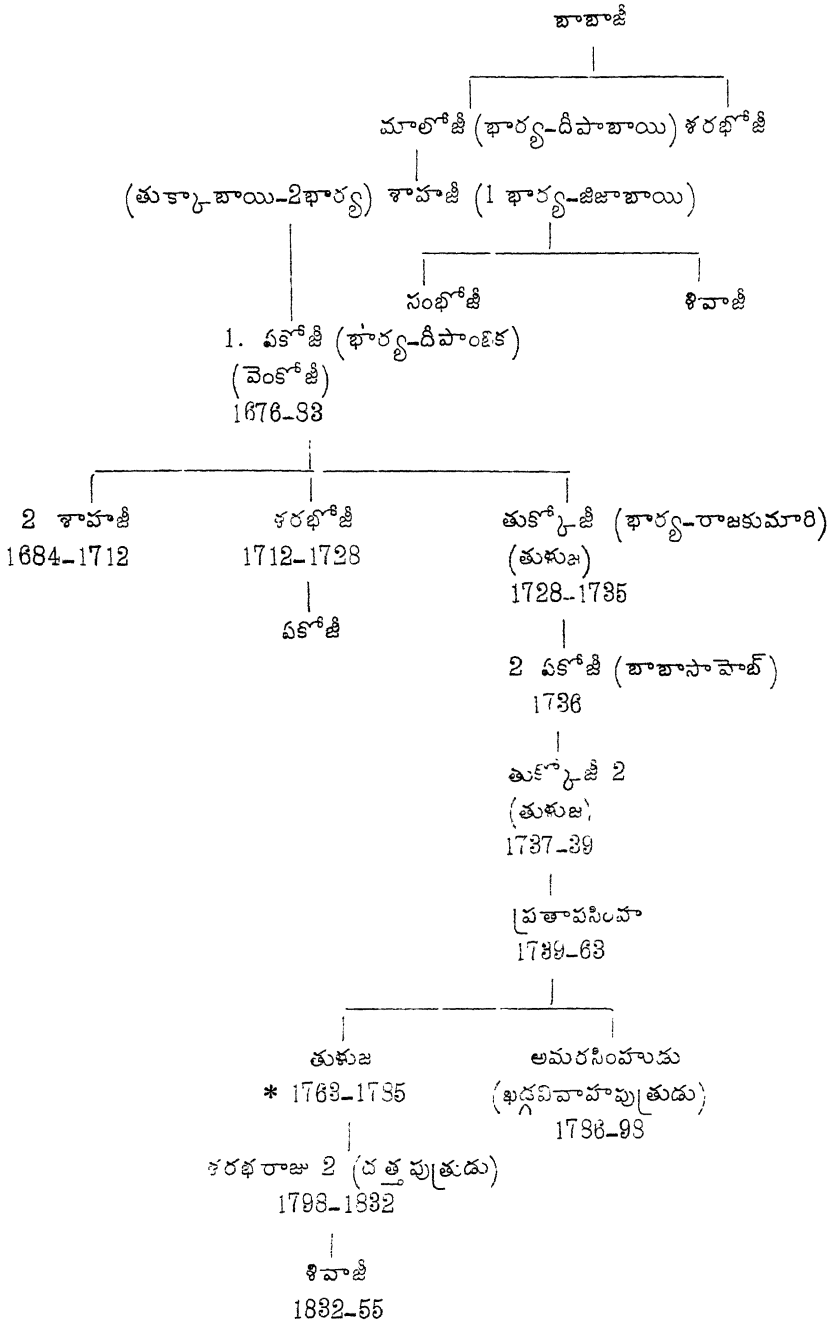 బాబాజీ
మాలోజీ (భార్య-దీపాబాయి) శరభోజీ
(తుక్కాబాయి-2భార్య) శాహజీ (1 భార్య-జిజాబాయి)
సంభోజీ శివాజీ
1. ఏకోజీ (భార్య-దీపాంబిక)
(వెంకోజీ)
1676-83
2 శాహజీ శరభోజీ తుక్కోజీ (భార్య-రాజకుమారి)
1684-1712 1712-1728 (తుళుజ)
1728-1735
ఏకోజీ
2 ఏకోజీ (బాబాసాహెబ్)
1736
తుక్కోజీ 2
(తుళుజ)
1737-39
ప్రతాపసింహ
1739-63
తుళుజ అమరసింహుడు
* 1763-1785 (ఖడ్గవివాహపుత్రుడు)
1786-98
శరభరాజు 2 (దత్తపుత్రుడు)
1798-1832
శివాజీ
1832-55